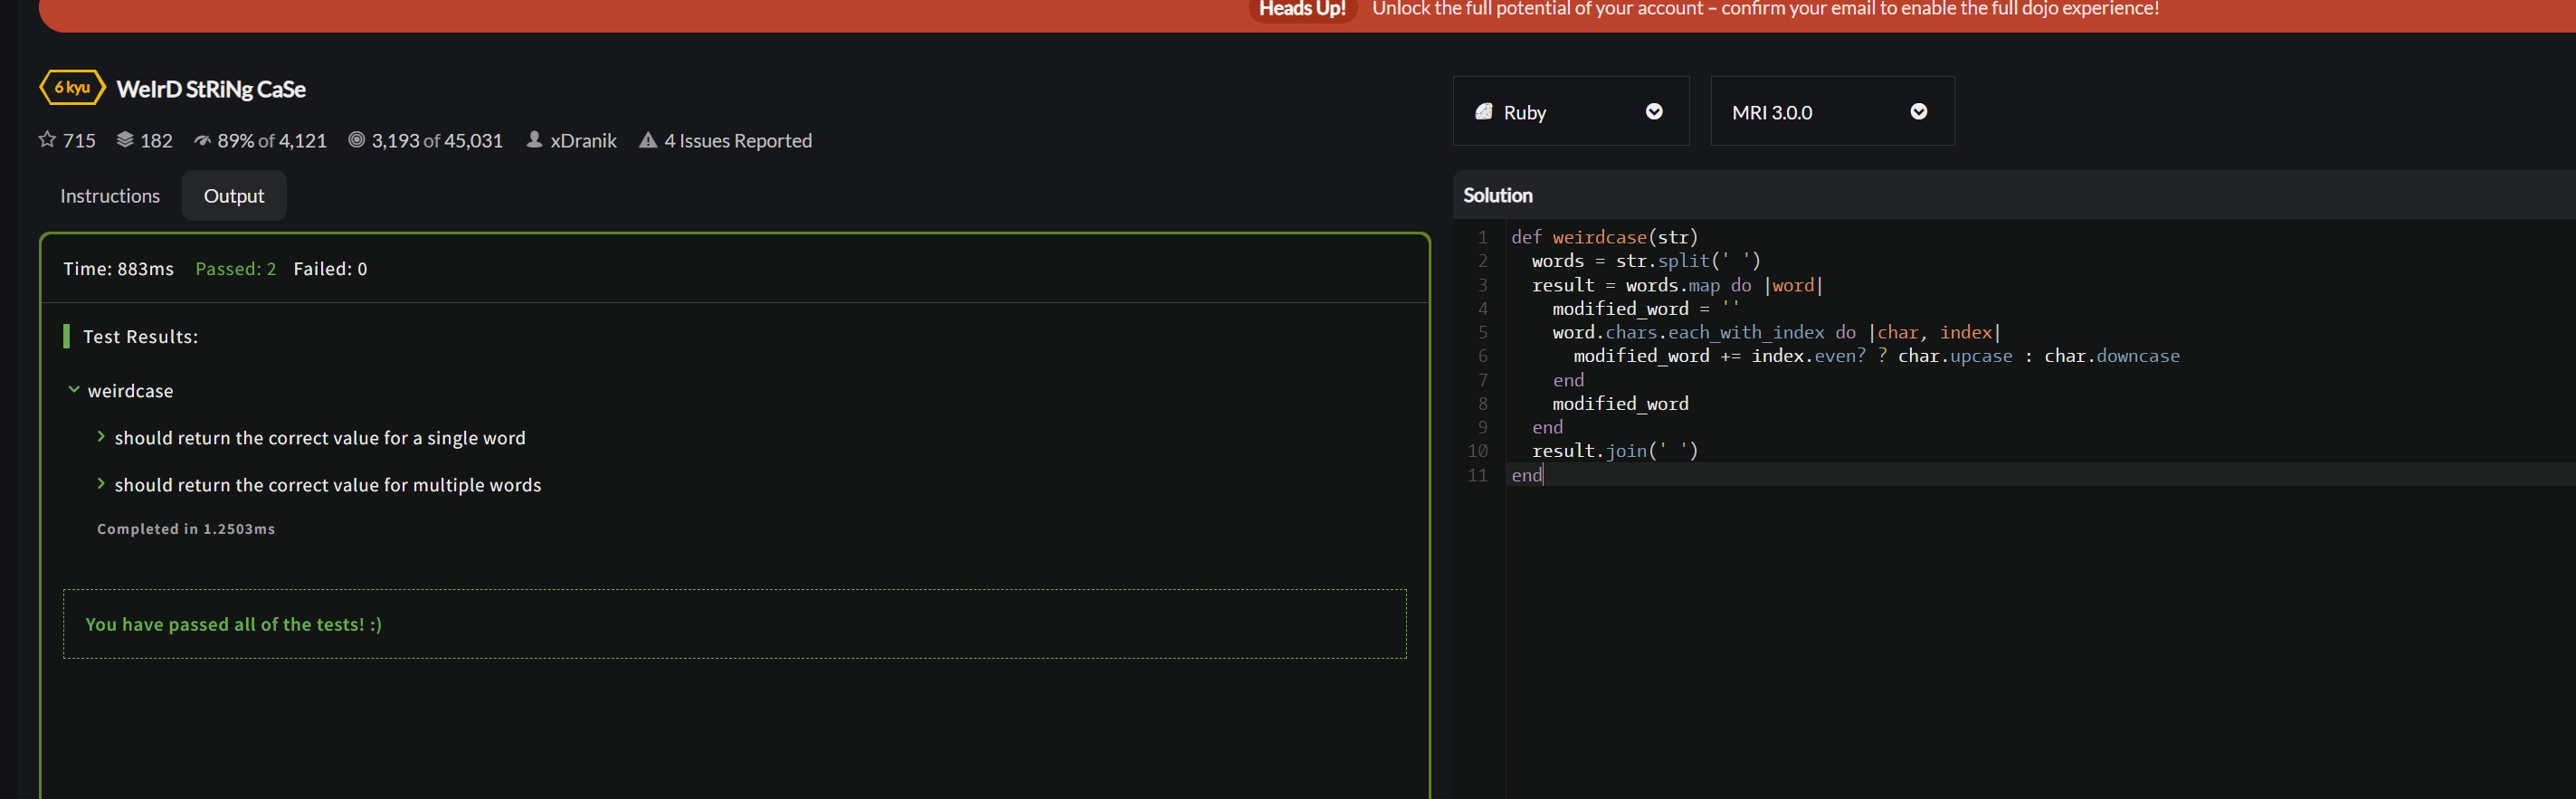 Heads Up! Unlock the full potential of your account – confirm your email to enable the full dojo experience!
6 kyu WeIrD StRiNg CaSe
715 182 89% of 4,121 3,193 of 45,031 xDranik 4 Issues Reported
Instructions Output
Time: 883ms Passed: 2 Failed: 0
Test Results:
weirdcase
should return the correct value for a single word
should return the correct value for multiple words
Completed in 1.2503ms
You have passed all of the tests! :)
Ruby MRI 3.0.0
Solution
1 def weirdcase(str)
2   words = str.split(' ')
3   result = words.map do |word|
4     modified_word = ''
5     word.chars.each_with_index do |char, index|
6       modified_word += index.even? ? char.upcase : char.downcase
7     end
8     modified_word
9   end
10   result.join(' ')
11 end